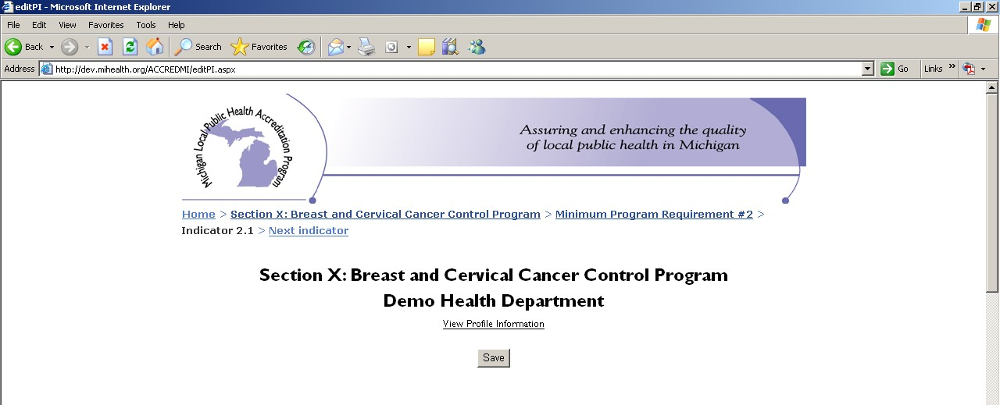 editPI - Microsoft Internet Explorer
File Edit View Favorites Tools Help
Back Search Favorites
Address http://dev.mihealth.org/ACCREDMI/editPI.aspx Go Links »
Michigan Local Public Health Accreditation Program
Assuring and enhancing the quality
of local public health in Michigan
Home > Section X: Breast and Cervical Cancer Control Program > Minimum Program Requirement #2 >
Indicator 2.1 > Next indicator
Section X: Breast and Cervical Cancer Control Program
Demo Health Department
View Profile Information
Save